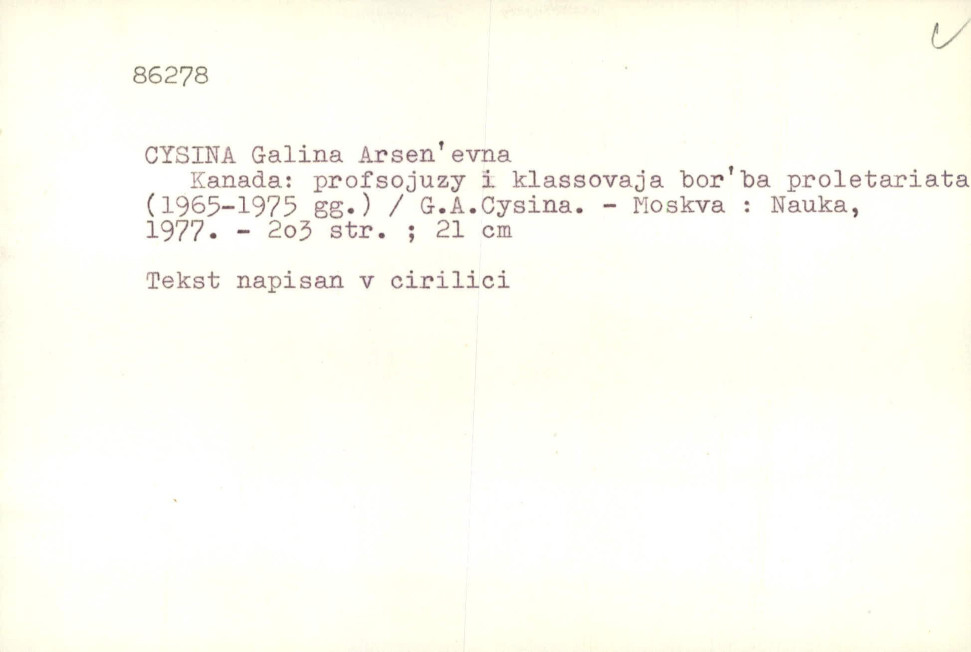 86278
CYSINA Galina Arsen'evna
Kanada: profsojuzy i klassovaja bor'ba proletariata
(1965-1975 gg.) / G.A.Cysina. - Moskva : Nauka,
1977. - 2o3 str. ; 21 cm
Tekst napisan v cirilici